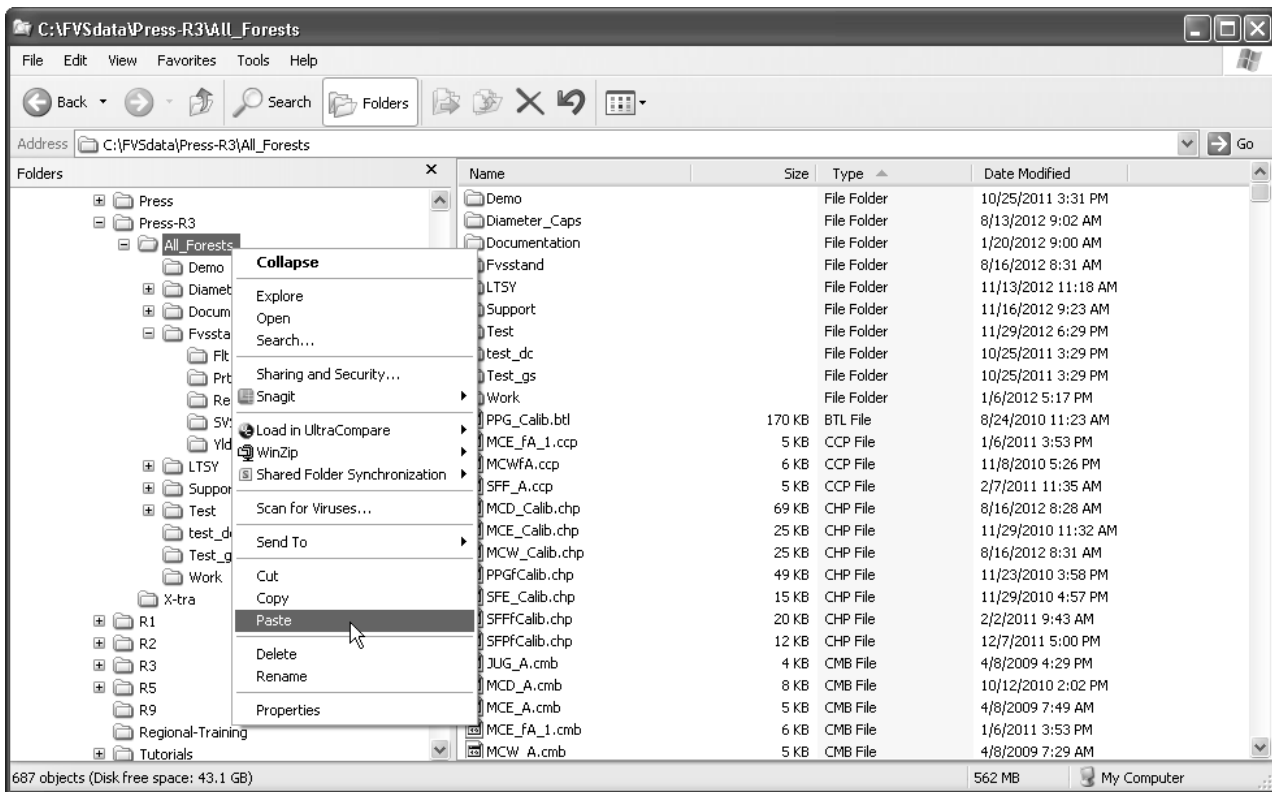 C:\FVSdata\Press-R3\All_Forests
File Edit View Favorites Tools Help
Back Search Folders
Address C:\FVSdata\Press-R3\All_Forests Go
Folders
Press
Press-R3
All_Forests
Demo
Diamet
Docum
Fvssta
Flt
Prt
Re
SV
Yld
LTSY
Suppor
Test
test_d
Test_g
Work
X-tra
R1
R2
R3
R5
R9
Regional-Training
Tutorials
Collapse
Explore
Open
Search...
Sharing and Security...
Snagit
Load in UltraCompare
WinZip
Shared Folder Synchronization
Scan for Viruses...
Send To
Cut
Copy
Paste
Delete
Rename
Properties
Name Size Type Date Modified
Demo File Folder 10/25/2011 3:31 PM
Diameter_Caps File Folder 8/13/2012 9:02 AM
Documentation File Folder 1/20/2012 9:00 AM
Fvsstand File Folder 8/16/2012 8:31 AM
LTSY File Folder 11/13/2012 11:18 AM
Support File Folder 11/16/2012 9:23 AM
Test File Folder 11/29/2012 6:29 PM
test_dc File Folder 10/25/2011 3:29 PM
Test_gs File Folder 10/25/2011 3:29 PM
Work File Folder 1/6/2012 5:17 PM
PPG_Calib.btl 170 KB BTL File 8/24/2010 11:23 AM
MCE_fA_1.ccp 5 KB CCP File 1/6/2011 3:53 PM
MCWfA.ccp 6 KB CCP File 11/8/2010 5:26 PM
SFF_A.ccp 5 KB CCP File 2/7/2011 11:35 AM
MCD_Calib.chp 69 KB CHP File 8/16/2012 8:28 AM
MCE_Calib.chp 25 KB CHP File 11/29/2010 11:32 AM
MCW_Calib.chp 25 KB CHP File 8/16/2012 8:31 AM
PPGfCalib.chp 49 KB CHP File 11/23/2010 3:58 PM
SFE_Calib.chp 15 KB CHP File 11/29/2010 4:57 PM
SFFfCalib.chp 20 KB CHP File 2/2/2011 9:43 AM
SFPfCalib.chp 12 KB CHP File 12/7/2011 5:00 PM
JUG_A.cmb 4 KB CMB File 4/8/2009 4:29 PM
MCD_A.cmb 8 KB CMB File 10/12/2010 2:02 PM
MCE_A.cmb 5 KB CMB File 4/8/2009 7:49 AM
MCE_fA_1.cmb 6 KB CMB File 1/6/2011 3:53 PM
MCW_A.cmb 5 KB CMB File 4/8/2009 7:29 AM
687 objects (Disk free space: 43.1 GB) 562 MB My Computer